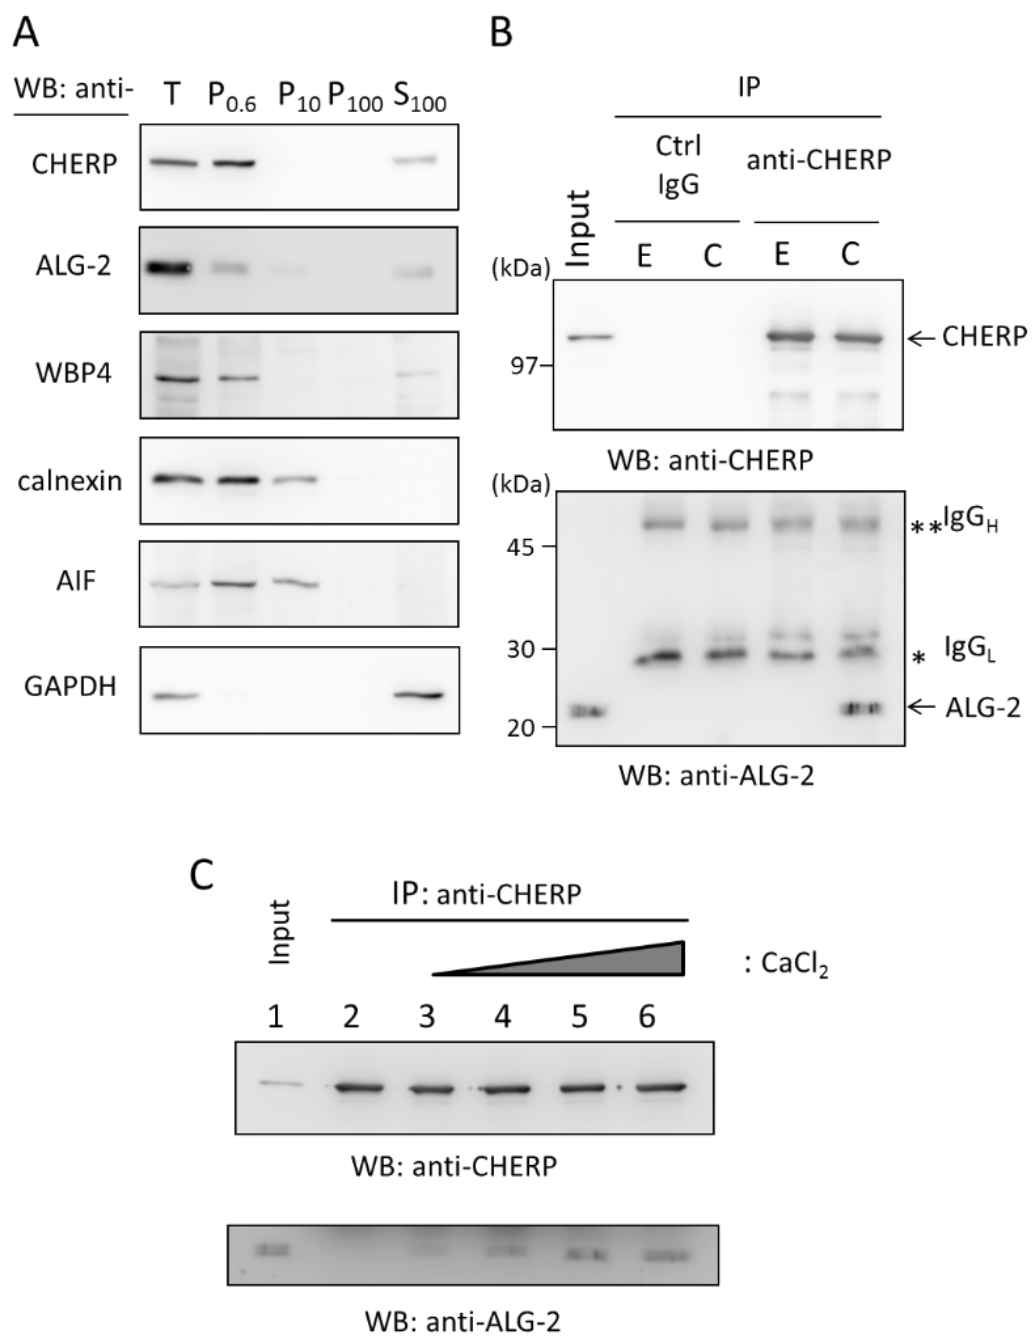 A
WB: anti- T P0.6 P10 P100 S100
CHERP
ALG-2
WBP4
calnexin
AIF
GAPDH
B
IP
Ctrl IgG
anti-CHERP
Input
E C E C
(kDa)
97
← CHERP
WB: anti-CHERP
(kDa)
45
30
20
**IgGH
* IgGL
← ALG-2
WB: anti-ALG-2
C
IP: anti-CHERP
Input
: CaCl2
1 2 3 4 5 6
WB: anti-CHERP
WB: anti-ALG-2